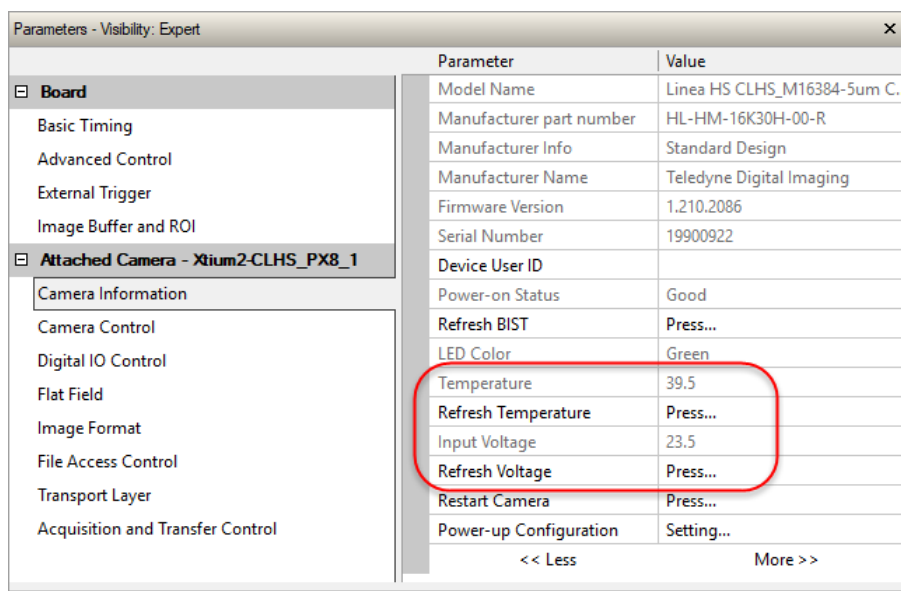 Parameters - Visibility: Expert
Parameter Value
Board
Basic Timing
Advanced Control
External Trigger
Image Buffer and ROI
Attached Camera - Xtium2-CLHS_PX8_1
Camera Information
Camera Control
Digital IO Control
Flat Field
Image Format
File Access Control
Transport Layer
Acquisition and Transfer Control
Model Name Linea HS CLHS_M16384-5um C..
Manufacturer part number HL-HM-16K30H-00-R
Manufacturer Info Standard Design
Manufacturer Name Teledyne Digital Imaging
Firmware Version 1.210.2086
Serial Number 19900922
Device User ID
Power-on Status Good
Refresh BIST Press...
LED Color Green
Temperature 39.5
Refresh Temperature Press...
Input Voltage 23.5
Refresh Voltage Press...
Restart Camera Press...
Power-up Configuration Setting...
<< Less More >>